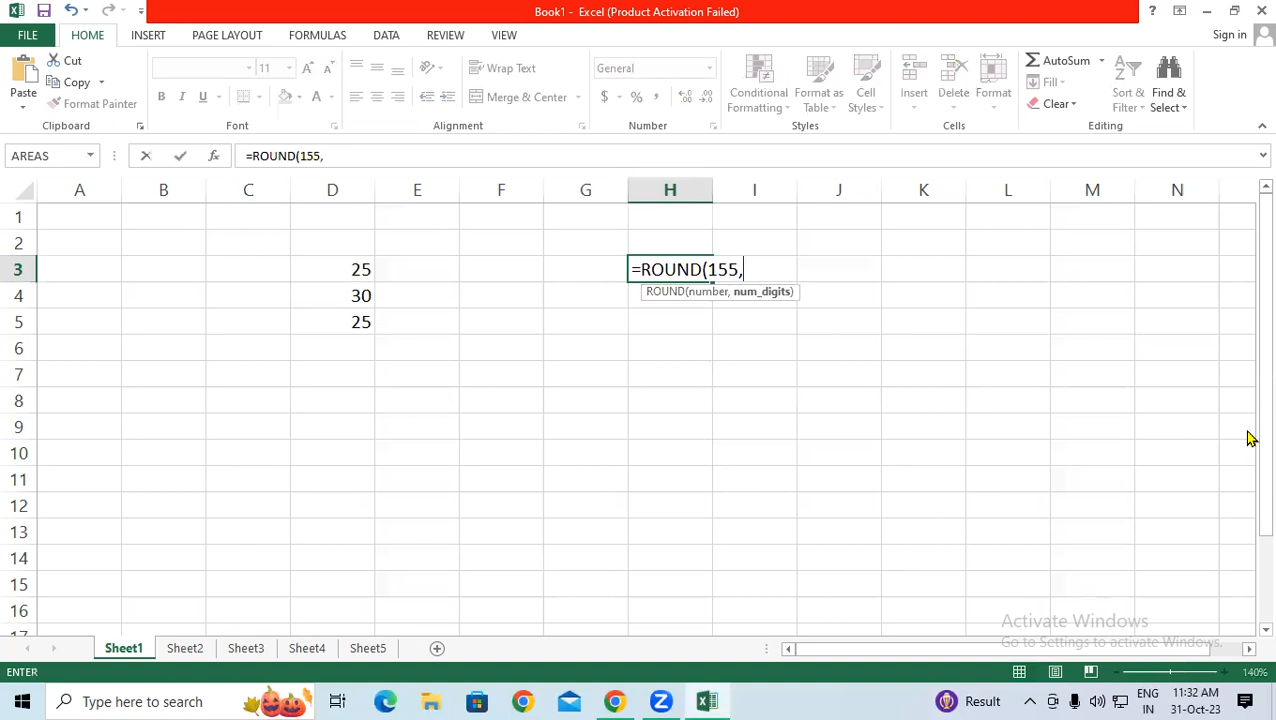 Book1 - Excel (Product Activation Failed)
FILE HOME INSERT PAGE LAYOUT FORMULAS DATA REVIEW VIEW Sign in
Paste Cut Copy Format Painter
11
Wrap Text
Merge & Center
General
$ % ,
Conditional Formatting Format as Table Cell Styles
Insert Delete Format
AutoSum
Fill
Clear
Sort & Filter Find & Select
Clipboard Font Alignment Number Styles Cells Editing
AREAS =ROUND(155,
A B C D E F G H I J K L M N
1
2
3 25 =ROUND(155,
ROUND(number, num_digits)
4 30
5 25
6
7
8
9
10
11
12
13
14
15
16
17
Activate Windows
Go to Settings to activate Windows.
Sheet1 Sheet2 Sheet3 Sheet4 Sheet5
ENTER 140%
Type here to search Result ENG IN 11:32 AM 31-Oct-23